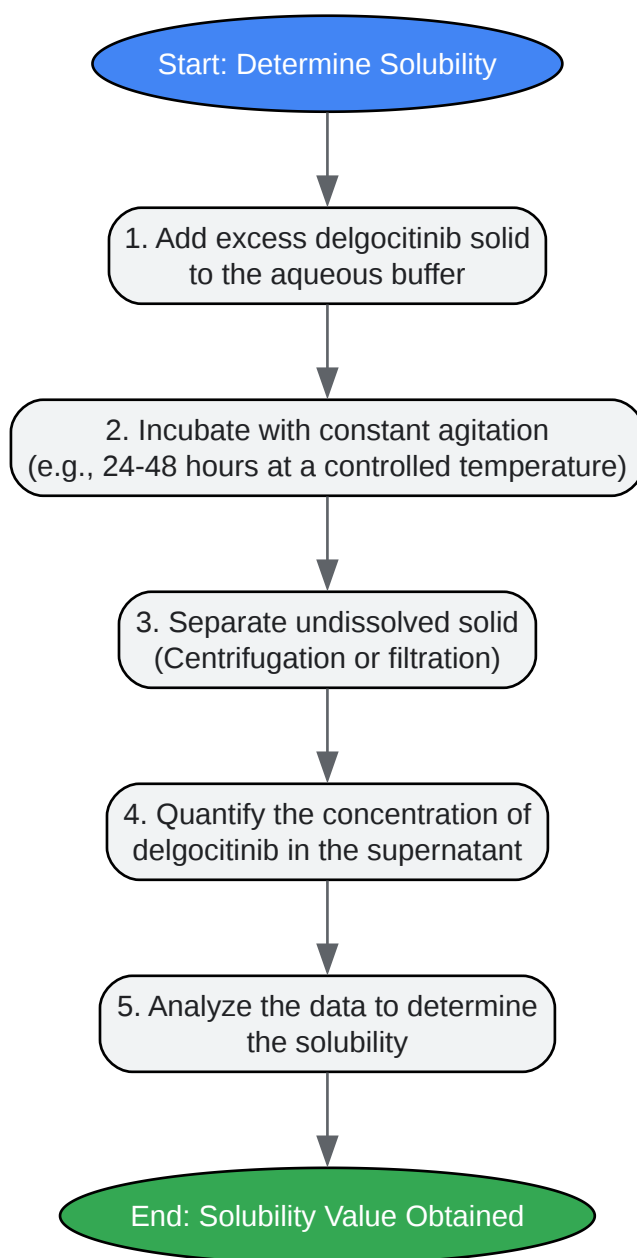 Start: Determine Solubility
1. Add excess delgocitinib solid
to the aqueous buffer
2. Incubate with constant agitation
(e.g., 24-48 hours at a controlled temperature)
3. Separate undissolved solid
(Centrifugation or filtration)
4. Quantify the concentration of
delgocitinib in the supernatant
5. Analyze the data to determine
the solubility
End: Solubility Value Obtained